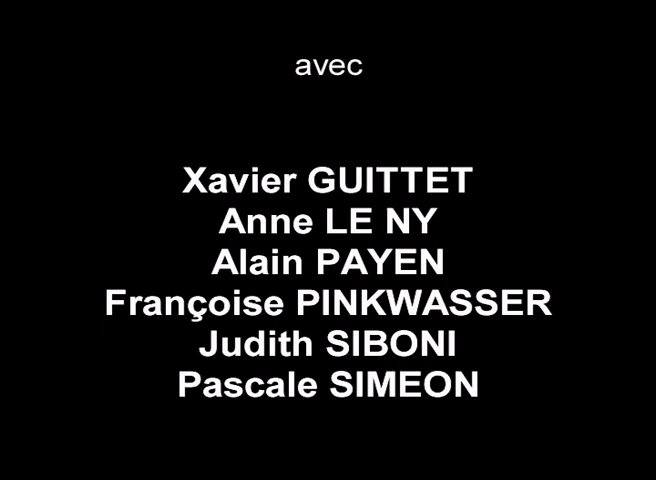 avec
Xavier GUITTET
Anne LE NY
Alain PAYEN
Françoise PINKWASSER
Judith SIBONI
Pascale SIMEON